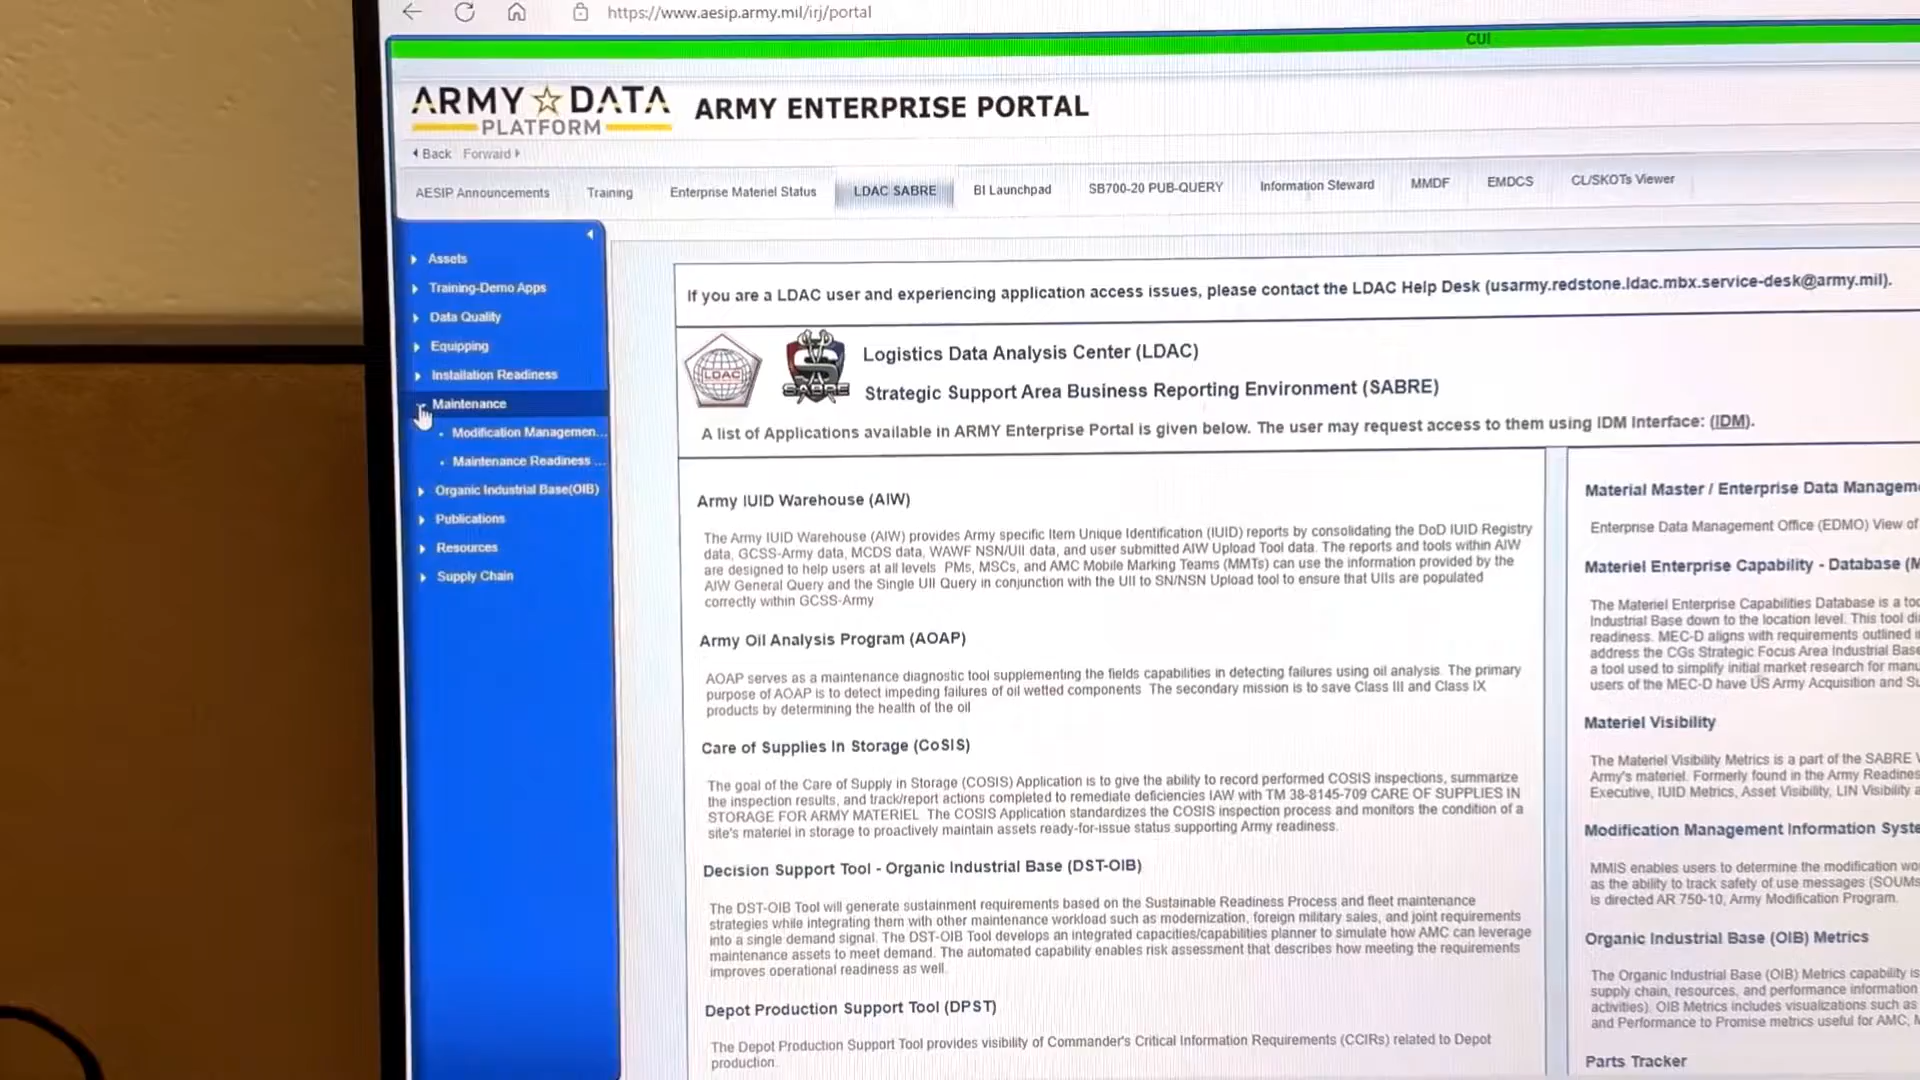 https://www.aesip.army.mil/irj/portal
CUI
ARMY DATA
PLATFORM
ARMY ENTERPRISE PORTAL
Back Forward
AESIP Announcements Training Enterprise Materiel Status LDAC SABRE BI Launchpad SB700-20 PUB-QUERY Information Steward MMDF EMDCS CL/SKOTs Viewer
Assets
Training-Demo Apps
Data Quality
Equipping
Installation Readiness
Maintenance
Modification Managemen...
Maintenance Readiness ...
Organic Industrial Base(OIB)
Publications
Resources
Supply Chain
If you are a LDAC user and experiencing application access issues, please contact the LDAC Help Desk (usarmy.redstone.ldac.mbx.service-desk@army.mil).
LDAC
SABRE
Logistics Data Analysis Center (LDAC)
Strategic Support Area Business Reporting Environment (SABRE)
A list of Applications available in ARMY Enterprise Portal is given below. The user may request access to them using IDM Interface: (IDM).
Army IUID Warehouse (AIW)
The Army IUID Warehouse (AIW) provides Army specific Item Unique Identification (IUID) reports by consolidating the DoD IUID Registry
data, GCSS-Army data, MCDS data, WAWF NSN/UII data, and user submitted AIW Upload Tool data. The reports and tools within AIW
are designed to help users at all levels PMs, MSCs, and AMC Mobile Marking Teams (MMTs) can use the information provided by the
AIW General Query and the Single UII Query in conjunction with the UII to SN/NSN Upload tool to ensure that UIIs are populated
correctly within GCSS-Army
Army Oil Analysis Program (AOAP)
AOAP serves as a maintenance diagnostic tool supplementing the fields capabilities in detecting failures using oil analysis. The primary
purpose of AOAP is to detect impeding failures of oil wetted components The secondary mission is to save Class III and Class IX
products by determining the health of the oil
Care of Supplies In Storage (CoSIS)
The goal of the Care of Supply in Storage (COSIS) Application is to give the ability to record performed COSIS inspections, summarize
the inspection results, and track/report actions completed to remediate deficiencies IAW with TM 38-8145-709 CARE OF SUPPLIES IN
STORAGE FOR ARMY MATERIEL The COSIS Application standardizes the COSIS inspection process and monitors the condition of a
site's materiel in storage to proactively maintain assets ready-for-issue status supporting Army readiness.
Decision Support Tool - Organic Industrial Base (DST-OIB)
The DST-OIB Tool will generate sustainment requirements based on the Sustainable Readiness Process and fleet maintenance
strategies while integrating them with other maintenance workload such as modernization, foreign military sales, and joint requirements
into a single demand signal. The DST-OIB Tool develops an integrated capacities/capabilities planner to simulate how AMC can leverage
maintenance assets to meet demand. The automated capability enables risk assessment that describes how meeting the requirements
improves operational readiness as well.
Depot Production Support Tool (DPST)
The Depot Production Support Tool provides visibility of Commander's Critical Information Requirements (CCIRs) related to Depot
production.
Material Master / Enterprise Data Managem
Enterprise Data Management Office (EDMO) View of
Materiel Enterprise Capability - Database (M
The Materiel Enterprise Capabilities Database is a too
Industrial Base down to the location level. This tool di
readiness. MEC-D aligns with requirements outlined i
address the CGs Strategic Focus Area Industrial Base
a tool used to simplify initial market research for manu
users of the MEC-D have US Army Acquisition and Su
Materiel Visibility
The Materiel Visibility Metrics is a part of the SABRE V
Army's materiel. Formerly found in the Army Readines
Executive, IUID Metrics, Asset Visibility, LIN Visibility a
Modification Management Information Syste
MMIS enables users to determine the modification wo
as the ability to track safety of use messages (SOUMs
is directed AR 750-10, Army Modification Program.
Organic Industrial Base (OIB) Metrics
The Organic Industrial Base (OIB) Metrics capability is
supply chain, resources, and performance information
activities). OIB Metrics includes visualizations such as
and Performance to Promise metrics useful for AMC, M
Parts Tracker